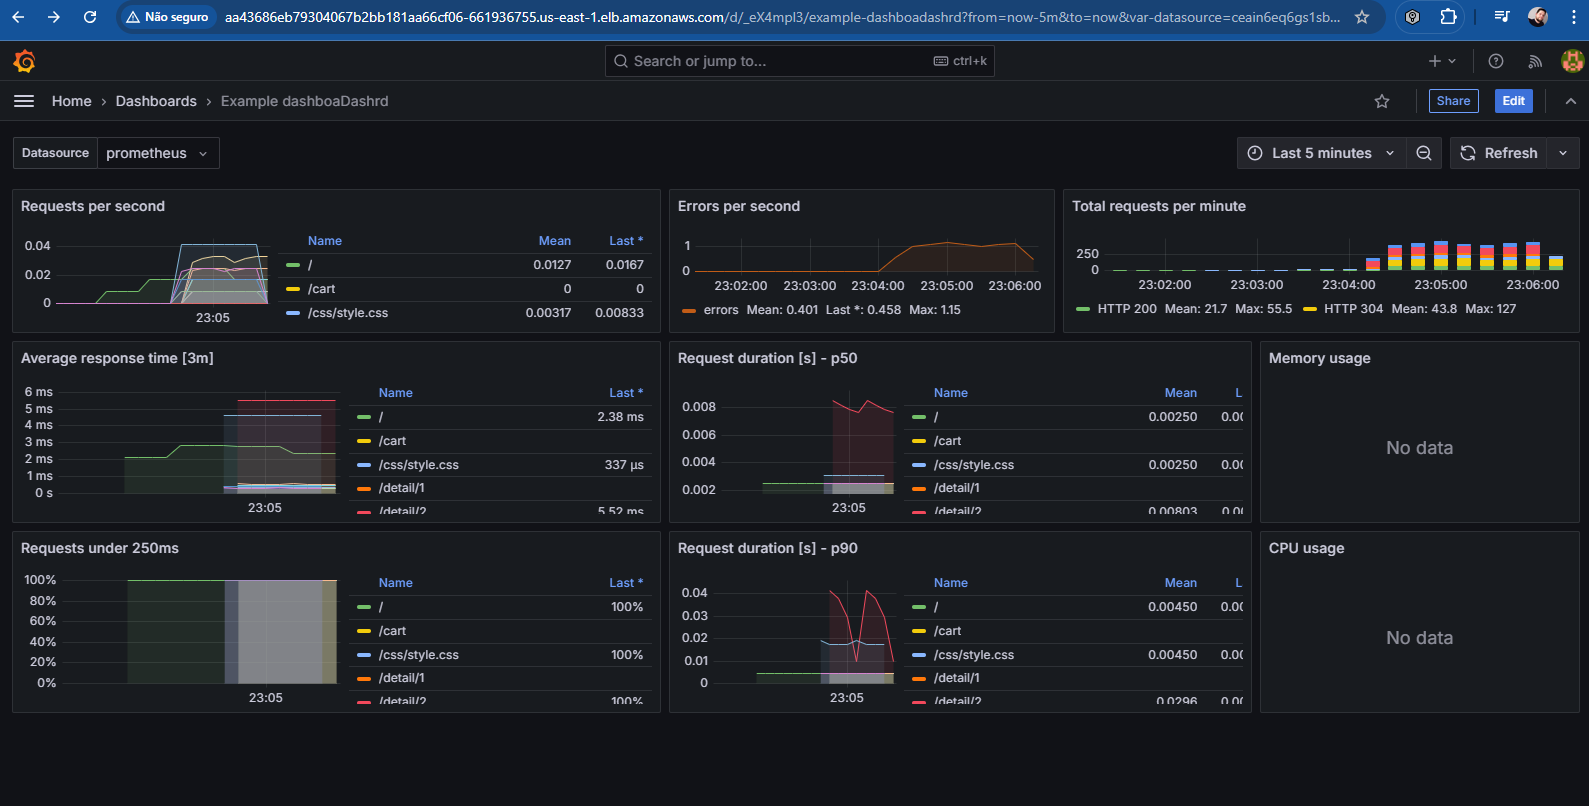 Não seguro
aa43686eb79304067b2bb181aa66cf06-661936755.us-east-1.elb.amazonaws.com/d/_eX4mpl3/example-dashboadashrd?from=now-5m&to=now&var-datasource=ceain6eq6gs1sb...
Search or jump to...
ctrl+k
Home › Dashboards › Example dashboaDashrd
Share
Edit
Datasource
prometheus
Last 5 minutes
Refresh
Requests per second
0.04
0.02
0
23:05
Name Mean Last *
/ 0.0127 0.0167
/cart 0 0
/css/style.css 0.00317 0.00833
Errors per second
1
0
23:02:00 23:03:00 23:04:00 23:05:00 23:06:00
errors Mean: 0.401 Last *: 0.458 Max: 1.15
Total requests per minute
250
0
23:02:00 23:03:00 23:04:00 23:05:00 23:06:00
HTTP 200 Mean: 21.7 Max: 55.5 HTTP 304 Mean: 43.8 Max: 127
Average response time [3m]
6 ms
5 ms
4 ms
3 ms
2 ms
1 ms
0 s
23:05
Name Last *
/ 2.38 ms
/cart
/css/style.css 337 µs
/detail/1
/detail/2 5.52 ms
Request duration [s] - p50
0.008
0.006
0.004
0.002
23:05
Name Mean L
/ 0.00250 0.00
/cart
/css/style.css 0.00250 0.00
/detail/1
/detail/2 0.00803 0.00
Memory usage
No data
Requests under 250ms
100%
80%
60%
40%
20%
0%
23:05
Name Last *
/ 100%
/cart
/css/style.css 100%
/detail/1
/detail/2 100%
Request duration [s] - p90
0.04
0.03
0.02
0.01
0
23:05
Name Mean L
/ 0.00450 0.00
/cart
/css/style.css 0.00450 0.00
/detail/1
/detail/2 0.0296 0.00
CPU usage
No data